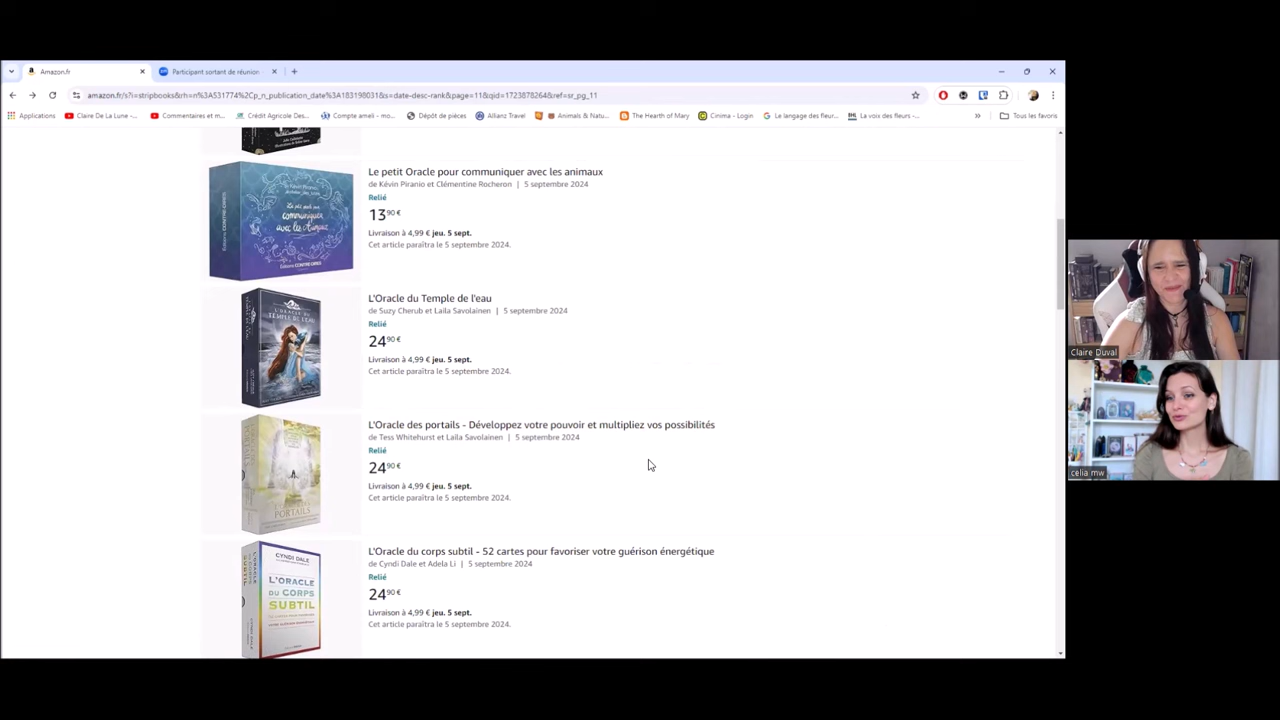 Amazon.fr
Participant sortant de réunion
amazon.fr/s?i=stripbooks&rh=n%3A531774%2Cp_n_publication_date%3A183198031&s=date-desc-rank&page=11&qid=1723878264&ref=sr_pg_11
Applications
Claire De La Lune -...
Commentaires et m...
Crédit Agricole Des...
Compte ameli - mo...
Dépôt de pièces
Allianz Travel
Animals & Natu...
The Hearth of Mary
Cinima - Login
Le langage des fleur...
La voix des fleurs -...
Tous les favoris
Le petit Oracle pour communiquer avec les animaux
de Kévin Piranio et Clémentine Rocheron | 5 septembre 2024
Relié
13,90 €
Livraison à 4,99 € jeu. 5 sept.
Cet article paraîtra le 5 septembre 2024.
communiquer
avec les Animaux
L'Oracle du Temple de l'eau
de Suzy Cherub et Laila Savolainen | 5 septembre 2024
Relié
24,90 €
Livraison à 4,99 € jeu. 5 sept.
Cet article paraîtra le 5 septembre 2024.
L'ORACLE DU
TEMPLE DE L'EAU
L'Oracle des portails - Développez votre pouvoir et multipliez vos possibilités
de Tess Whitehurst et Laila Savolainen | 5 septembre 2024
Relié
24,90 €
Livraison à 4,99 € jeu. 5 sept.
Cet article paraîtra le 5 septembre 2024.
PORTAILS
L'Oracle du corps subtil - 52 cartes pour favoriser votre guérison énergétique
de Cyndi Dale et Adela Li | 5 septembre 2024
Relié
24,90 €
Livraison à 4,99 € jeu. 5 sept.
Cet article paraîtra le 5 septembre 2024.
CYNDI DALE
L'ORACLE
DU CORPS
SUBTIL
Claire Duval
celia mw